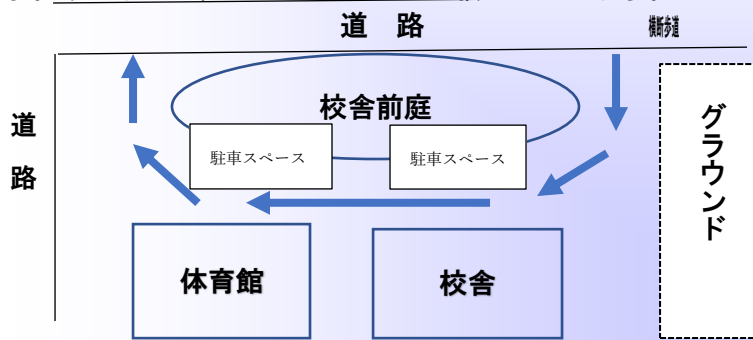 道　路
横断歩道
校舎前庭
道
路
駐車スペース
駐車スペース
グラウンド
体育館
校舎